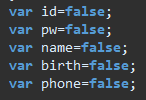 var id=false;
var pw=false;
var name=false;
var birth=false;
var phone=false;